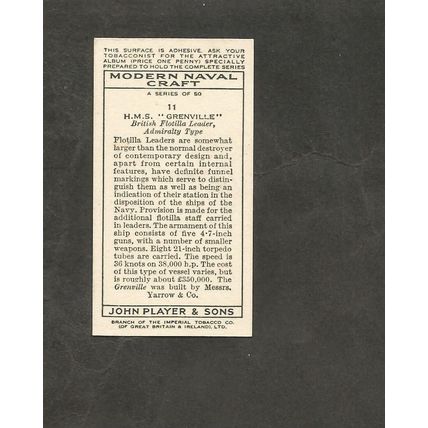 THIS SURFACE IS ADHESIVE. ASK YOUR
TOBACCONIST FOR THE ATTRACTIVE
ALBUM (PRICE ONE PENNY) SPECIALLY
PREPARED TO HOLD THE COMPLETE SERIES
MODERN NAVAL
CRAFT
A SERIES OF 50
11
H.M.S. "GRENVILLE"
British Flotilla Leader,
Admiralty Type
Flotilla Leaders are somewhat
larger than the normal destroyer
of contemporary design and,
apart from certain internal
features, have definite funnel
markings which serve to distin-
guish them as well as being an
indication of their station in the
disposition of the ships of the
Navy. Provision is made for the
additional flotilla staff carried
in leaders. The armament of this
ship consists of five 4·7-inch
guns, with a number of smaller
weapons. Eight 21-inch torpedo
tubes are carried. The speed is
36 knots on 38,000 h.p. The cost
of this type of vessel varies, but
is roughly about £350,000. The
Grenville was built by Messrs.
Yarrow & Co.
JOHN PLAYER & SONS
BRANCH OF THE IMPERIAL TOBACCO CO.
(OF GREAT BRITAIN & IRELAND), LTD.